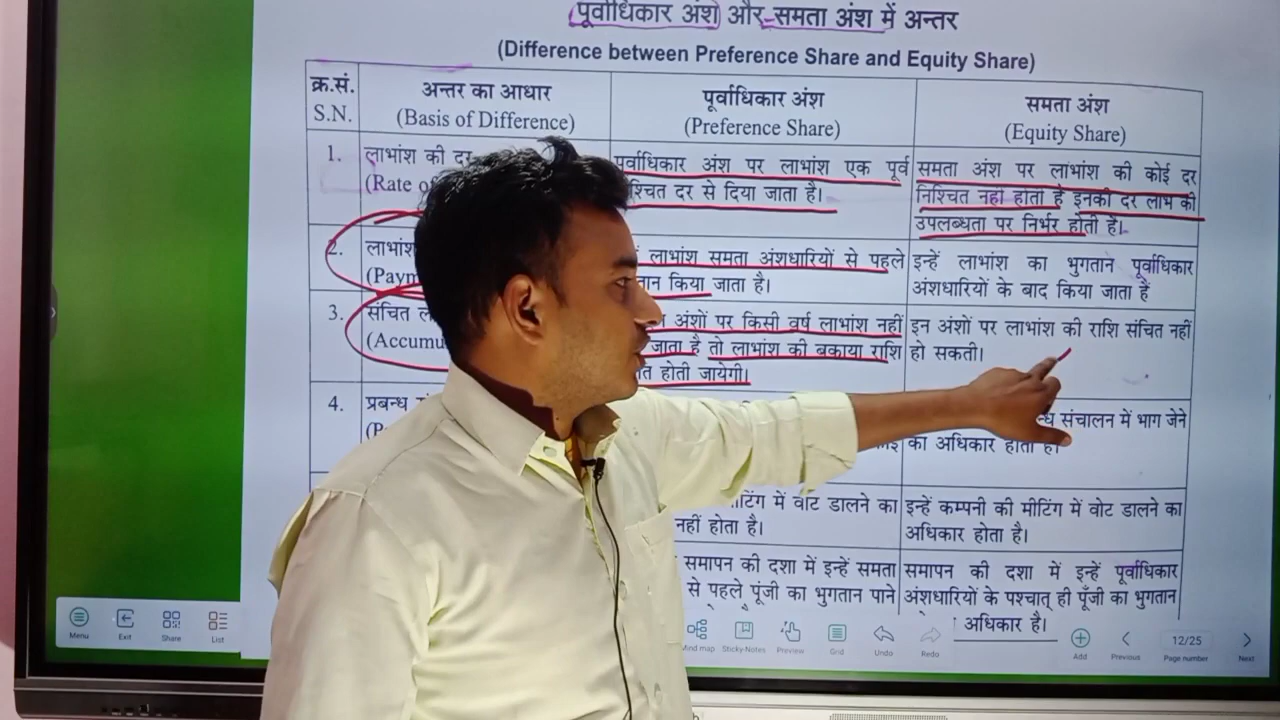 पूर्वाधिकार अंश और समता अंश में अन्तर
(Difference between Preference Share and Equity Share)
क्र.सं.
S.N.
अन्तर का आधार
(Basis of Difference)
पूर्वाधिकार अंश
(Preference Share)
समता अंश
(Equity Share)
1.
लाभांश की दर
(Rate
पूर्वाधिकार अंश पर लाभांश एक पूर्व
दर से दिया जाता है।
समता अंश पर लाभांश की कोई दर
निश्चित नहीं होता है इनकी दर लाभ की
उपलब्धता पर निर्भर होती है।
2.
लाभांश
लाभांश समता अंशधारियों से पहले
किया जाता है।
इन्हें लाभांश का भुगतान पूर्वाधिकार
अंशधारियों के बाद किया जाता है
3.
संचित
(Accumu
अंशों पर किसी वर्ष लाभांश नहीं
जाता है तो लाभांश की बकाया राशि
होती जायेगी।
इन अंशों पर लाभांश की राशि संचित नहीं
हो सकती।
4.
प्रबन्ध
संचालन में भाग जेने
का अधिकार होता है।
में वोट डालने का
नहीं होता है।
इन्हें कम्पनी की मीटिंग में वोट डालने का
अधिकार होता है।
समापन की दशा में इन्हें समता
से पहले पूंजी का भुगतान पाने
समापन की दशा में इन्हें पूर्वाधिकार
अंशधारियों के पश्चात् ही पूँजी का भुगतान
अधिकार है।
Menu
Exit
Share
List
Mind map
Sticky-Notes
Preview
Grid
Undo
Redo
Add
Previous
12/25
Page number
Next